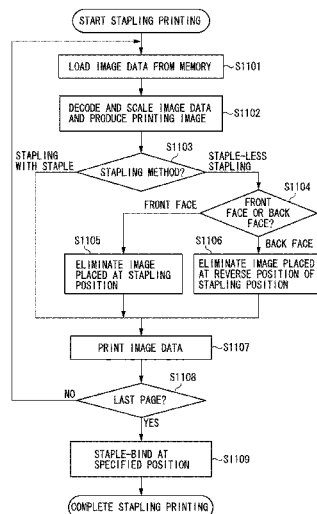 START STAPLING PRINTING
LOAD IMAGE DATA FROM MEMORY
S1101
DECODE AND SCALE IMAGE DATA
AND PRODUCE PRINTING IMAGE
S1102
S1103
STAPLING
WITH STAPLE
STAPLING METHOD?
STAPLE-LESS
STAPLING
S1104
FRONT
FACE OR BACK
FACE?
FRONT FACE
BACK FACE
S1105
ELIMINATE IMAGE
PLACED AT STAPLING
POSITION
S1106
ELIMINATE IMAGE PLACED
AT REVERSE POSITION OF
STAPLING POSITION
PRINT IMAGE DATA
S1107
S1108
NO
LAST PAGE?
YES
STAPLE-BIND AT
SPECIFIED POSITION
S1109
COMPLETE STAPLING PRINTING